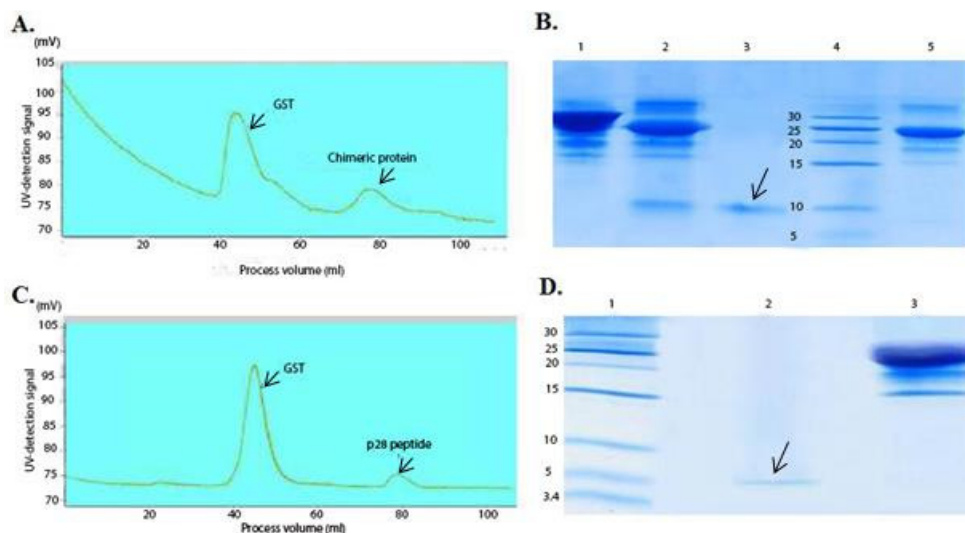 A.
(mV)
105
100
95
90
85
80
75
70
UV-detection signal
GST
Chimeric protein
20
40
60
80
100
Process volume (ml)
B.
1 2 3 4 5
30
25
20
15
10
5
C.
(mV)
105
100
95
90
85
80
75
70
UV-detection signal
GST
p28 peptide
20
40
60
80
100
Process volume (ml)
D.
1 2 3
30
25
20
15
10
5
3.4